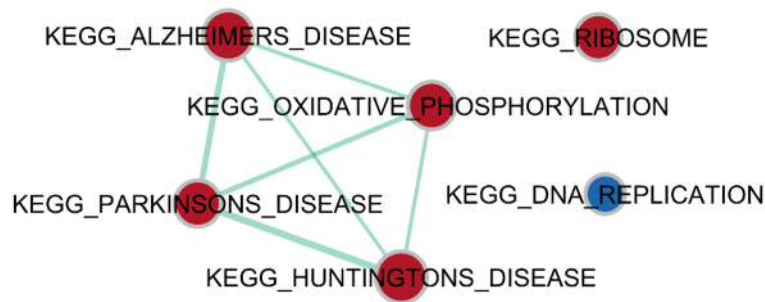 KEGG_ALZHEIMERS_DISEASE
KEGG_RIBOSOME
KEGG_OXIDATIVE_PHOSPHORYLATION
KEGG_PARKINSONS_DISEASE
KEGG_DNA_REPLICATION
KEGG_HUNTINGTONS_DISEASE